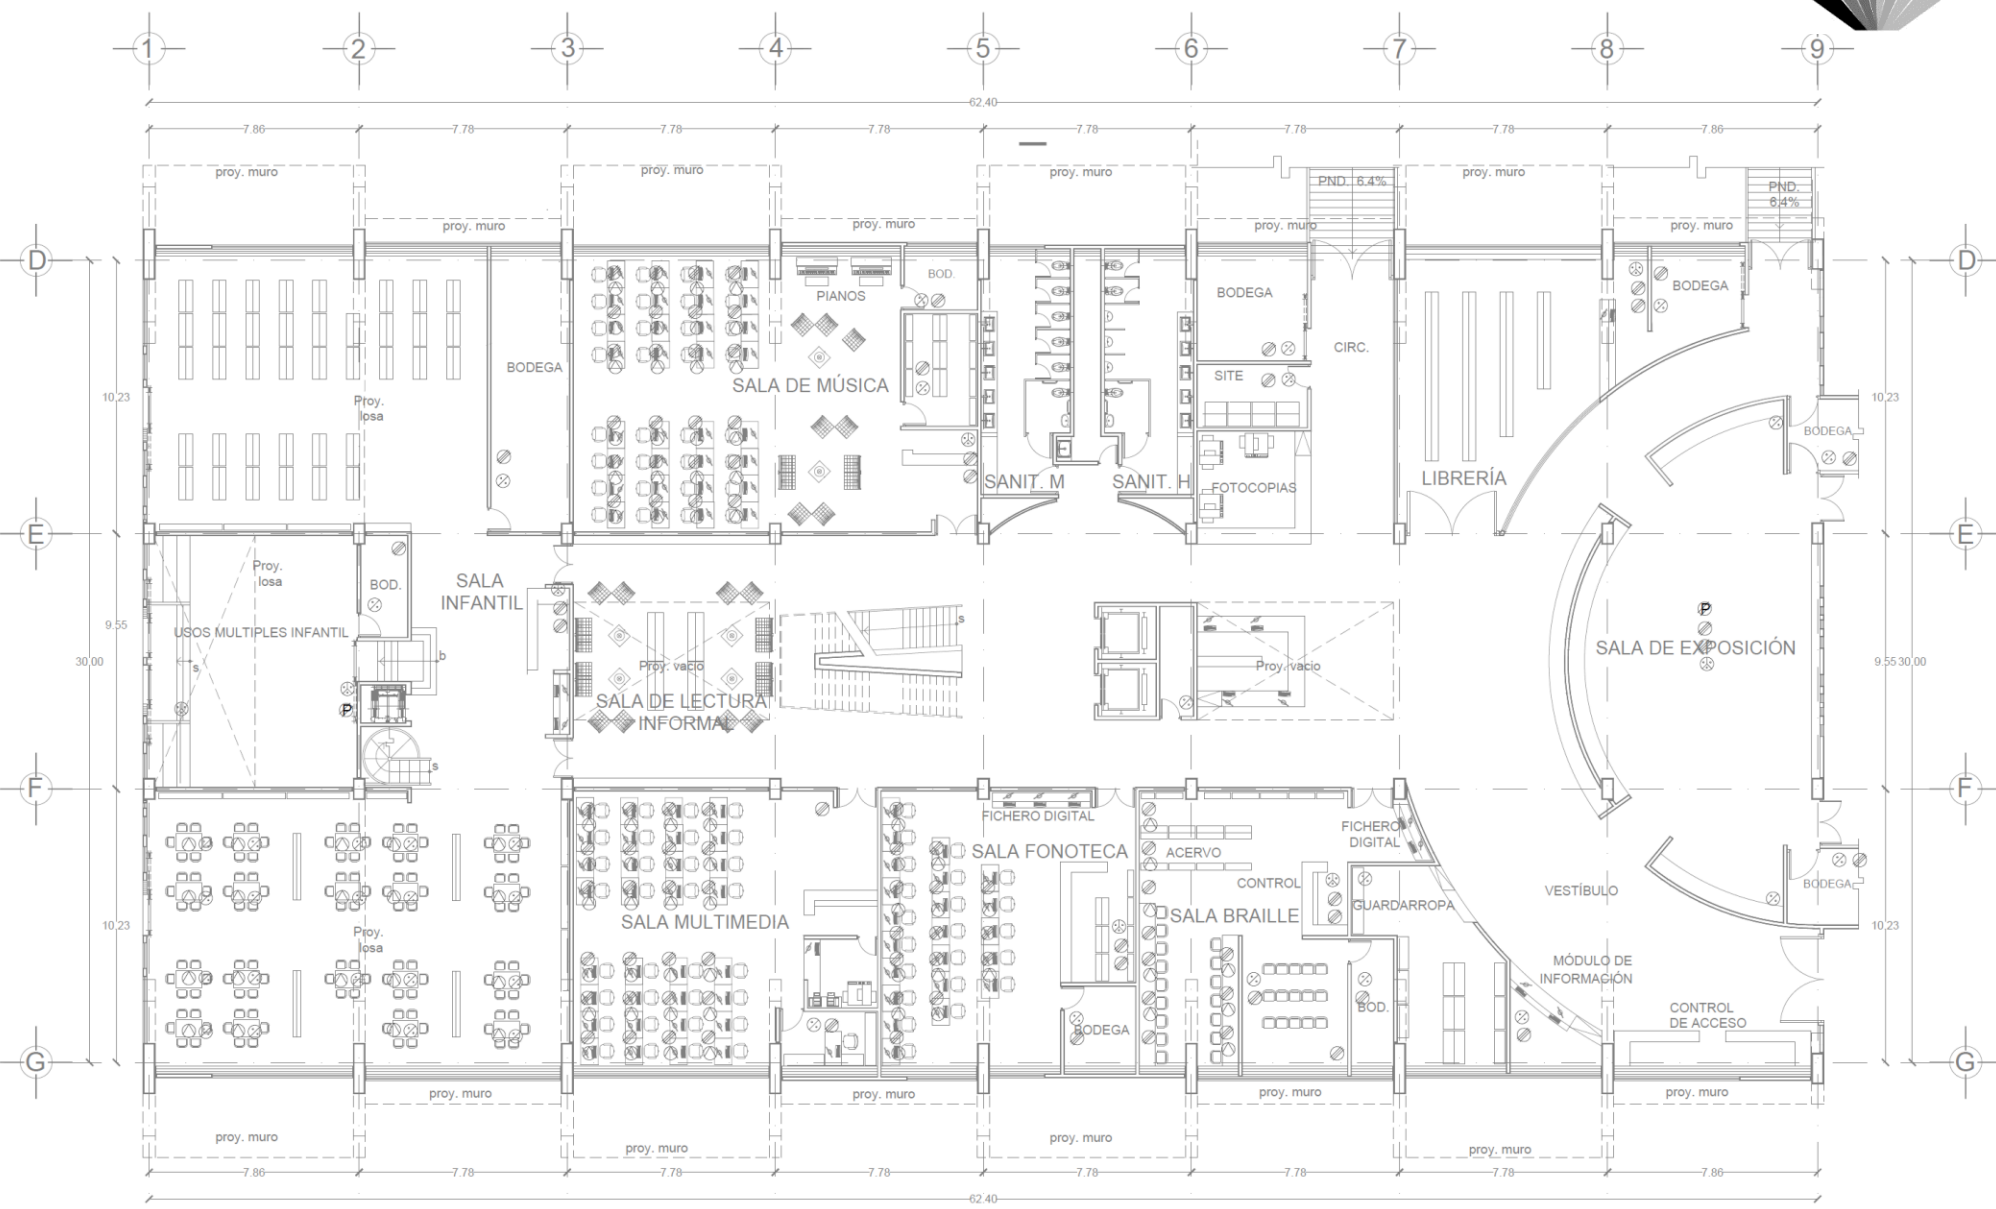 1 2 3 4 5 6 7 8 9
62.40
7.86 7.78 7.78 7.78 7.78 7.78 7.78 7.86
proy. muro
proy. muro
proy. muro
proy. muro
PND. 6.4%
proy. muro
PND.
6.4%
proy. muro
proy. muro
proy. muro
proy. muro
D
D
PIANOS
BOD.
BODEGA
BODEGA
CIRC.
BODEGA
SALA DE MÚSICA
SITE
10.23
Proy.
losa
10.23
BODEGA
SANIT. M
SANIT. H
FOTOCOPIAS
LIBRERÍA
E
E
Proy.
losa
BOD.
SALA
INFANTIL
9.55
USOS MULTIPLES INFANTIL
s
b
s
P
s
30.00
Proy. vacio
SALA DE LECTURA
INFORMAL
s
Proy. vacio
P
SALA DE EXPOSICIÓN
9.55
30.00
F
F
FICHERO DIGITAL
SALA FONOTECA
ACERVO
FICHERO
DIGITAL
CONTROL
SALA BRAILLE
GUARDARROPA
VESTÍBULO
BODEGA
SALA MULTIMEDIA
10.23
Proy.
losa
10.23
MÓDULO DE
INFORMACIÓN
BODEGA
BOD.
CONTROL
DE ACCESO
G
G
proy. muro
proy. muro
proy. muro
proy. muro
proy. muro
proy. muro
proy. muro
proy. muro
7.86 7.78 7.78 7.78 7.78 7.78 7.78 7.86
62.40